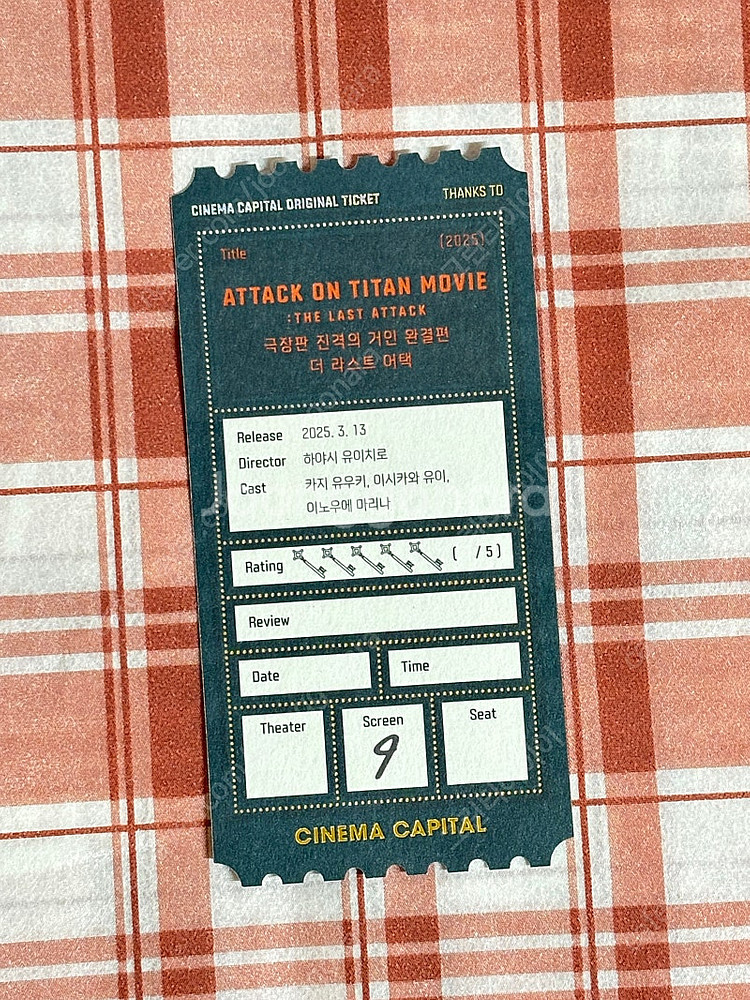 CINEMA CAPITAL ORIGINAL TICKET THANKS TO
Title (2025)
ATTACK ON TITAN MOVIE
:THE LAST ATTACK
극장판 진격의 거인 완결편
더 라스트 어택
Release 2025. 3. 13
Director 하야시 유이치로
Cast 카지 유우키, 이시카와 유이,
이노우에 마리나
Rating ( /5)
Review
Date Time
Theater Screen Seat
9
CINEMA CAPITAL